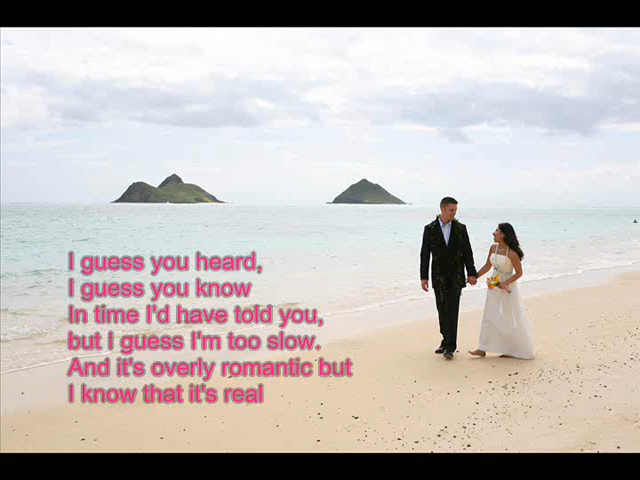 I guess you heard,
I guess you know
In time I'd have told you,
but I guess I'm too slow.
And it's overly romantic but
I know that it's real